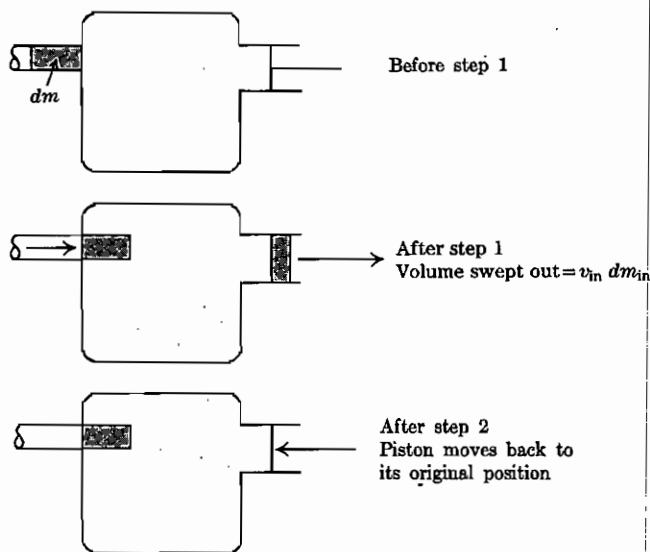 Before step 1
dm
After step 1
Volume swept out=v_in dm_in
After step 2
Piston moves back to
its original position